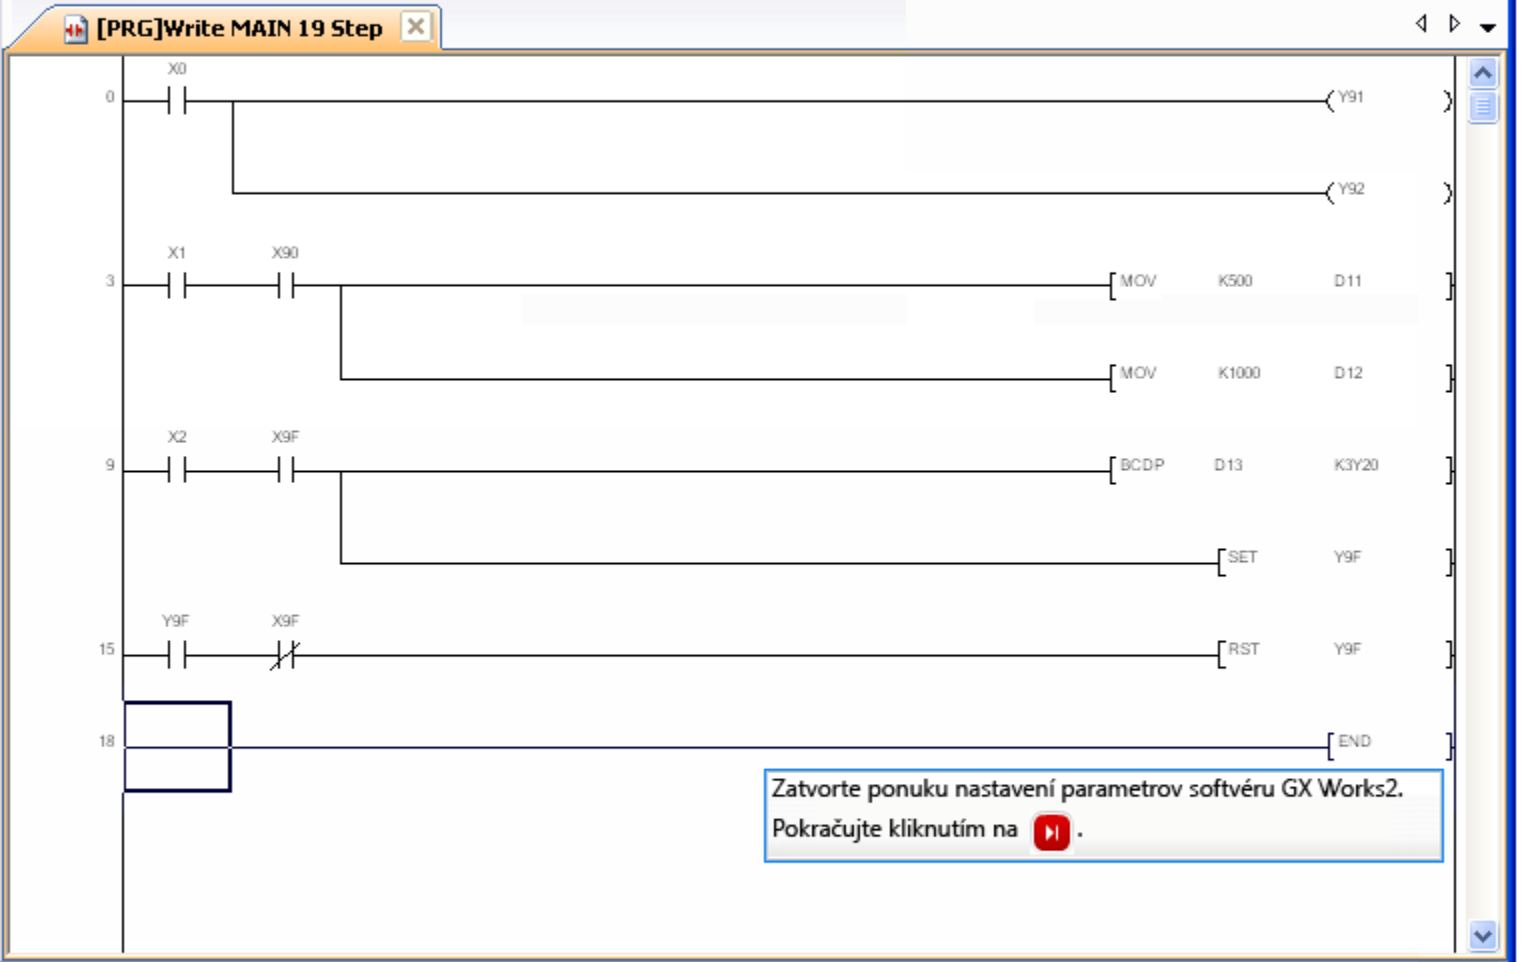 [PRG]Write MAIN 19 Step
X0
0 Y91
Y92
X1 X90
3 MOV K500 D11
MOV K1000 D12
X2 X9F
9 BCDP D13 K3Y20
SET Y9F
Y9F X9F
15 RST Y9F
18 END
Zatvorte ponuku nastavení parametrov softvéru GX Works2.
Pokračujte kliknutím na .